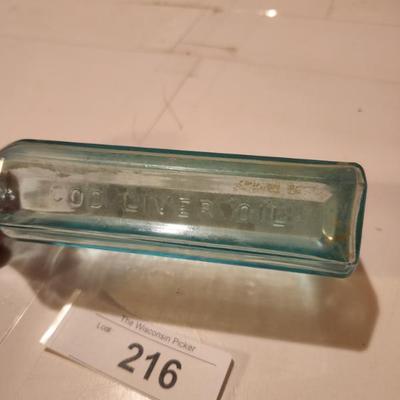 COD LIVER OIL
The Wisconsin Picker
Lot#
216